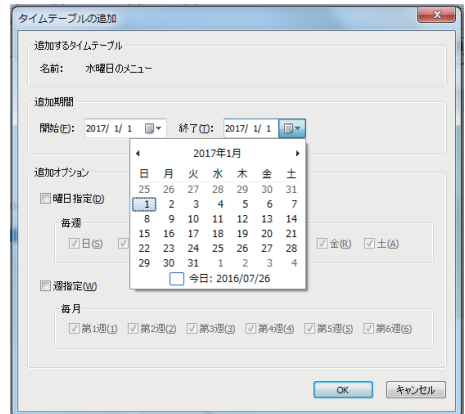 タイムテーブルの追加
追加するタイムテーブル
名前: 水曜日のメニュー
追加期間
開始(F): 2017/ 1/ 1 終了(T): 2017/ 1/ 1
2017年1月
日 月 火 水 木 金 土
25 26 27 28 29 30 31
1 2 3 4 5 6 7
8 9 10 11 12 13 14
15 16 17 18 19 20 21
22 23 24 25 26 27 28
29 30 31 1 2 3 4
今日: 2016/07/26
追加オプション
曜日指定(D)
毎週
日(S) 金(R) 土(A)
週指定(W)
毎月
第1週(1) 第2週(2) 第3週(3) 第4週(4) 第5週(5) 第6週(6)
OK キャンセル